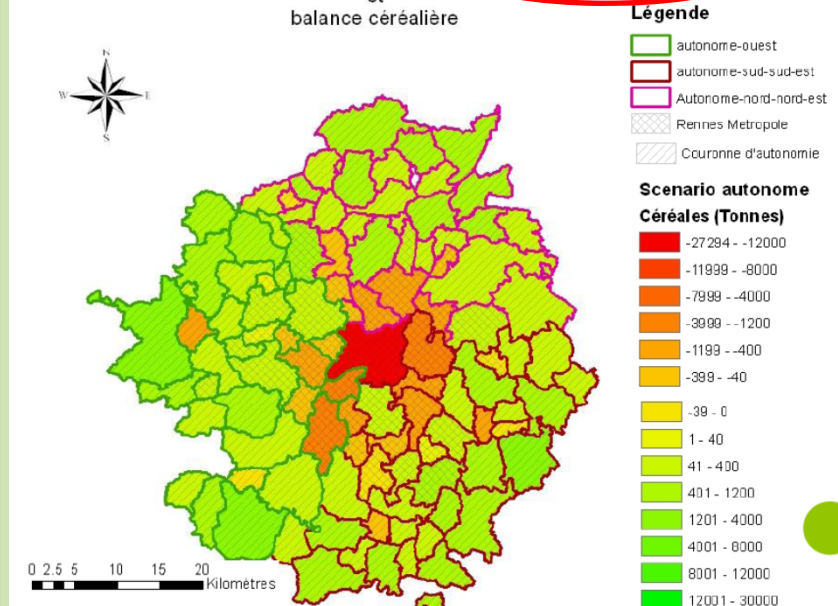 balance céréalière
Légende
autonome-ouest
autonome-sud-sud-est
Autonome-nord-nord-est
Rennes Metropole
Couronne d'autonomie
N
W
E
S
Scenario autonome
Céréales (Tonnes)
-27294 - -12000
-11999 - -8000
-7999 - -4000
-3999 - -1200
-1199 - -400
-399 - -40
-39 - 0
1 - 40
41 - 400
401 - 1200
1201 - 4000
4001 - 8000
8001 - 12000
12001 - 30000
0 2.5 5 10 15 20
Kilomètres